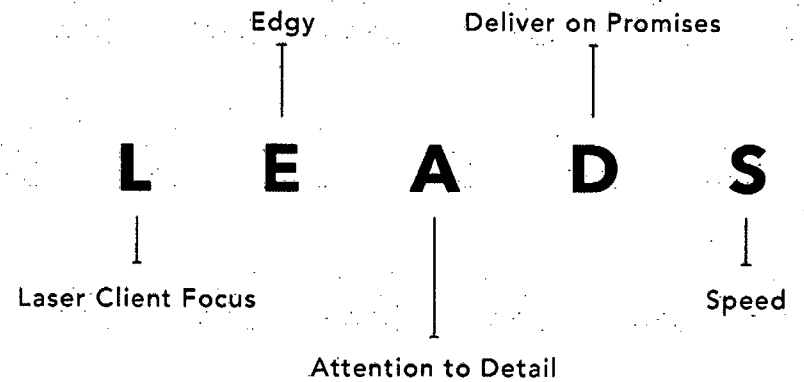 Edgy
Deliver on Promises
L E A D S
Laser Client Focus
Speed
Attention to Detail